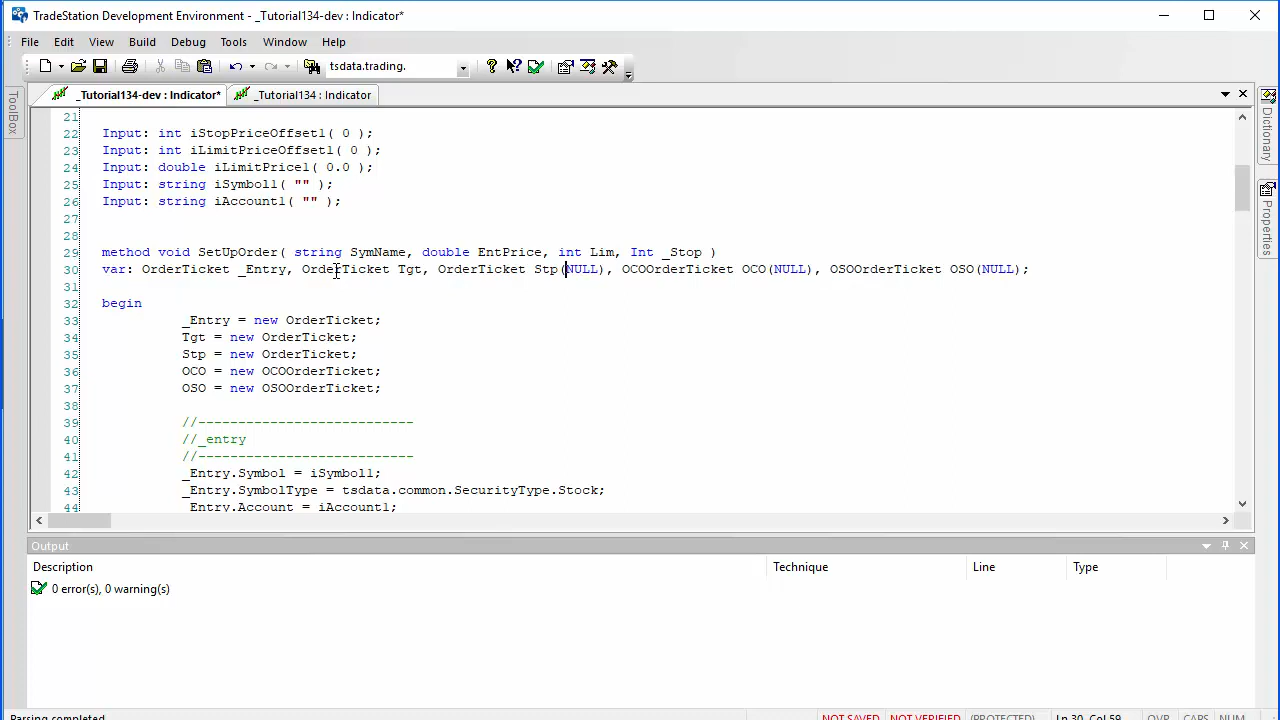 TradeStation Development Environment - _Tutorial134-dev : Indicator*
File Edit View Build Debug Tools Window Help
tsdata.trading.
_Tutorial134-dev : Indicator* _Tutorial134 : Indicator
ToolBox
Dictionary
Properties
21
22 Input: int iStopPriceOffset1( 0 );
23 Input: int iLimitPriceOffset1( 0 );
24 Input: double iLimitPrice1( 0.0 );
25 Input: string iSymbol1( "" );
26 Input: string iAccount1( "" );
27
28
29 method void SetUpOrder( string SymName, double EntPrice, int Lim, Int _Stop )
30 var: OrderTicket _Entry, OrderTicket Tgt, OrderTicket Stp(NULL), OCOOrderTicket OCO(NULL), OSOOrderTicket OSO(NULL);
31
32 begin
33 _Entry = new OrderTicket;
34 Tgt = new OrderTicket;
35 Stp = new OrderTicket;
36 OCO = new OCOOrderTicket;
37 OSO = new OSOOrderTicket;
38
39 //---------------------------
40 //_entry
41 //---------------------------
42 _Entry.Symbol = iSymbol1;
43 _Entry.SymbolType = tsdata.common.SecurityType.Stock;
44 _Entry.Account = iAccount1;
Output
Description Technique Line Type
0 error(s), 0 warning(s)
Parsing completed NOT SAVED NOT VERIFIED (PROTECTED) Ln 30, Col 59 OVR CAPS NUM